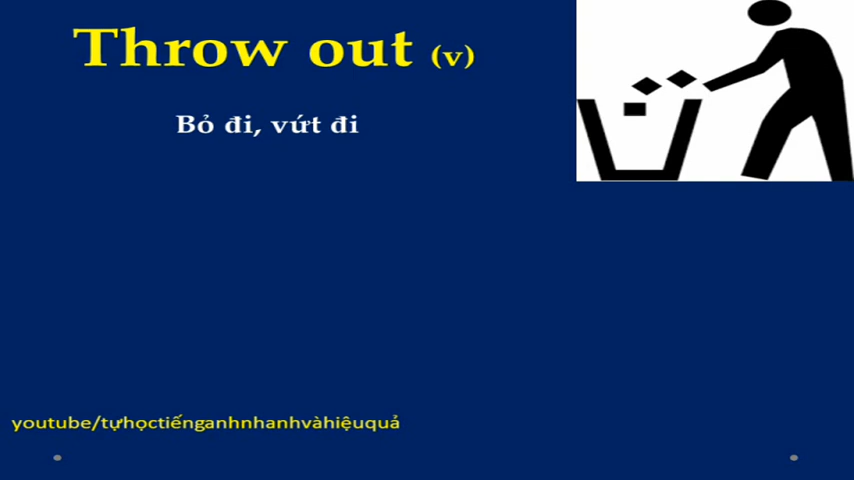 Throw out (v)
Bỏ đi, vứt đi
youtube/tựhọctiếnganhnhanhvàhiệuquả